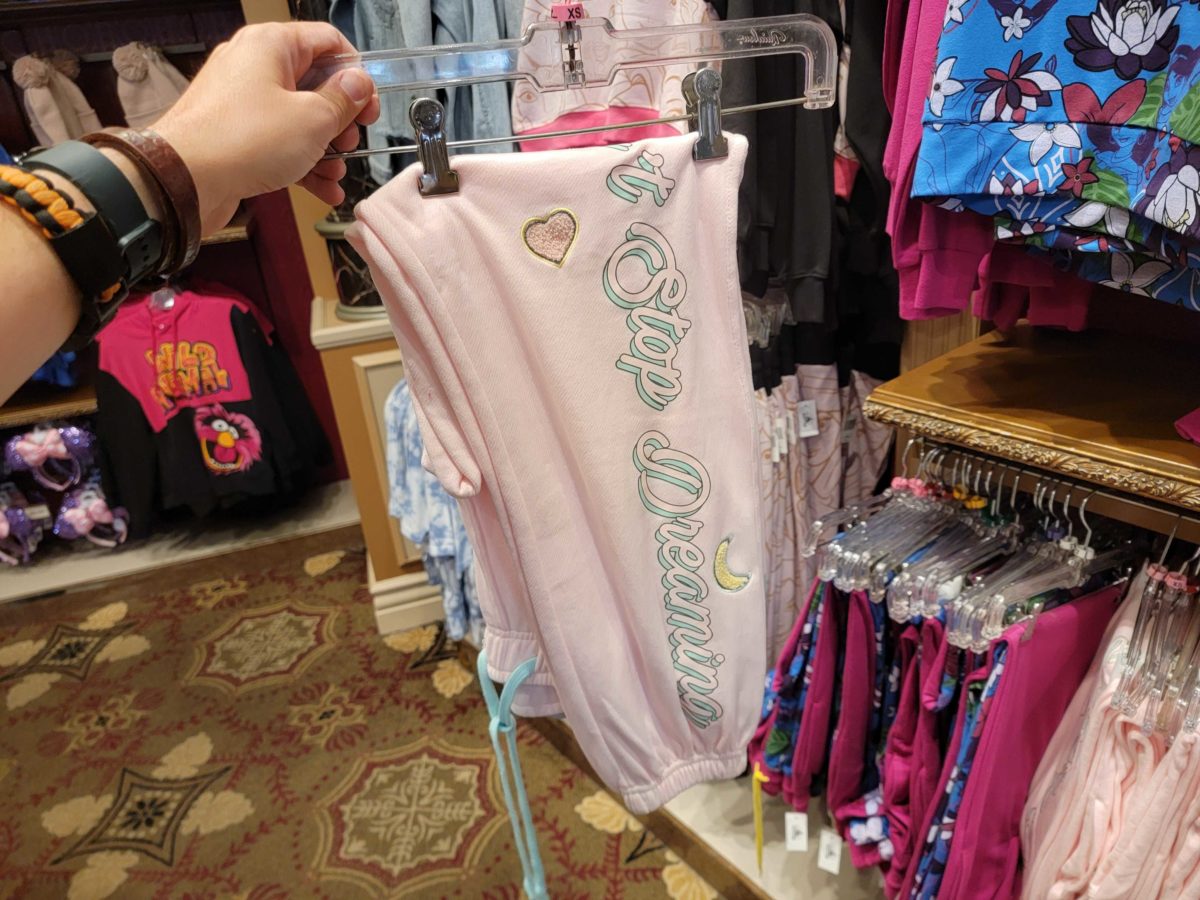 XS
't Stop Dreaming
WILD
ANIMAL